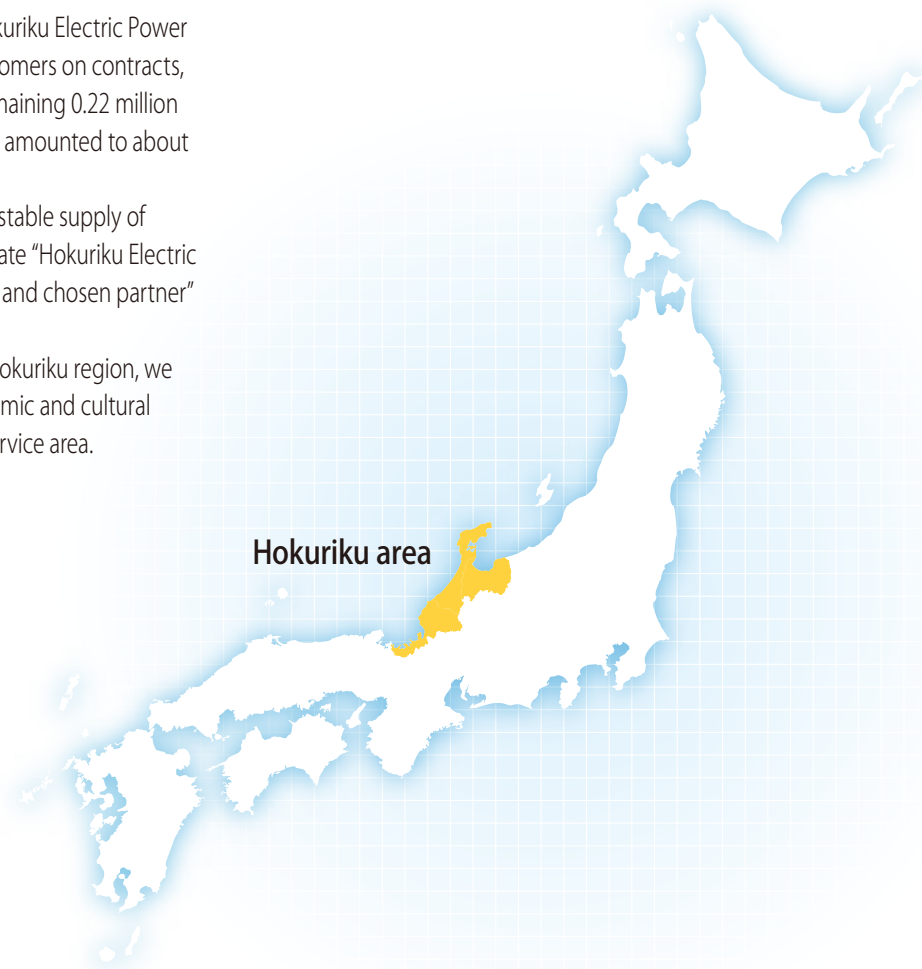 kuriku Electric Power
omers on contracts,
maining 0.22 million
amounted to about
stable supply of
ate “Hokuriku Electric
and chosen partner”
okuriku region, we
mic and cultural
rvice area.
Hokuriku area